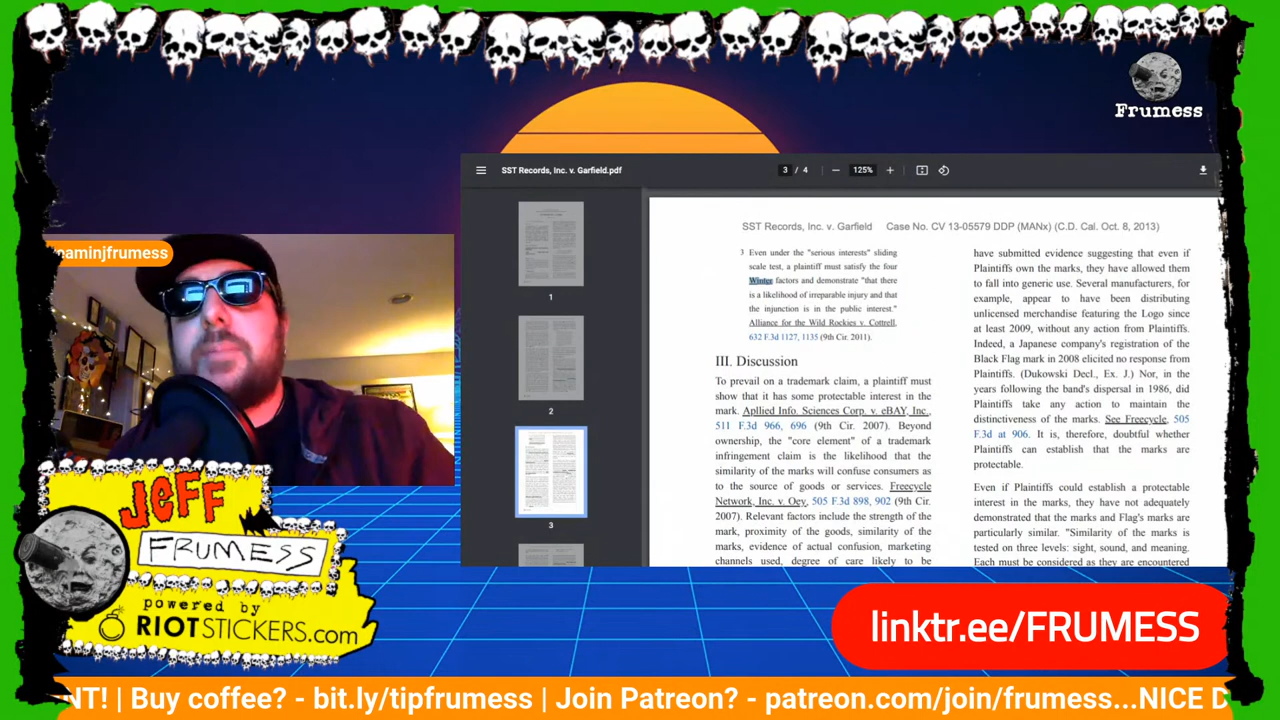 Frumess
SST Records, Inc. v. Garfield.pdf
3 / 4
125%
1
2
3
SST Records, Inc. v. Garfield Case No. CV 13-05579 DDP (MANx) (C.D. Cal. Oct. 8, 2013)
3 Even under the "serious interests" sliding
scale test, a plaintiff must satisfy the four
Winter factors and demonstrate "that there
is a likelihood of irreparable injury and that
the injunction is in the public interest."
Alliance for the Wild Rockies v. Cottrell,
632 F.3d 1127, 1135 (9th Cir. 2011).
III. Discussion
To prevail on a trademark claim, a plaintiff must
show that it has some protectable interest in the
mark. Apllied Info. Sciences Corp. v. eBAY, Inc.,
511 F.3d 966, 696 (9th Cir. 2007). Beyond
ownership, the "core element" of a trademark
infringement claim is the likelihood that the
similarity of the marks will confuse consumers as
to the source of goods or services. Freecycle
Network, Inc. v. Oey, 505 F.3d 898, 902 (9th Cir.
2007). Relevant factors include the strength of the
mark, proximity of the goods, similarity of the
marks, evidence of actual confusion, marketing
channels used, degree of care likely to be
have submitted evidence suggesting that even if
Plaintiffs own the marks, they have allowed them
to fall into generic use. Several manufacturers, for
example, appear to have been distributing
unlicensed merchandise featuring the Logo since
at least 2009, without any action from Plaintiffs.
Indeed, a Japanese company's registration of the
Black Flag mark in 2008 elicited no response from
Plaintiffs. (Dukowski Decl., Ex. J.) Nor, in the
years following the band's dispersal in 1986, did
Plaintiffs take any action to maintain the
distinctiveness of the marks. See Freecycle, 505
F.3d at 906. It is, therefore, doubtful whether
Plaintiffs can establish that the marks are
protectable.
Even if Plaintiffs could establish a protectable
interest in the marks, they have not adequately
demonstrated that the marks and Flag's marks are
particularly similar. "Similarity of the marks is
tested on three levels: sight, sound, and meaning.
Each must be considered as they are encountered
eaminjfrumess
JEFF
FRUMESS
powered by
RIOTSTICKERS.com
linktr.ee/FRUMESS
NT! | Buy coffee? - bit.ly/tipfrumess | Join Patreon? - patreon.com/join/frumess...NICE D